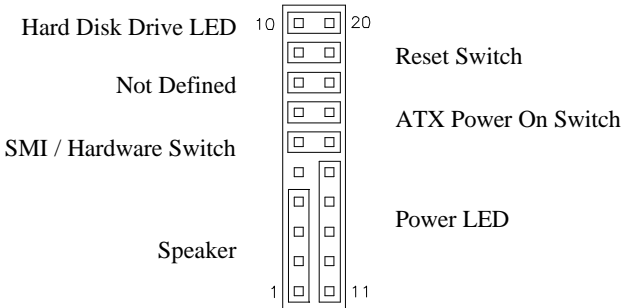 Hard Disk Drive LED 10 20
Reset Switch
Not Defined
ATX Power On Switch
SMI / Hardware Switch
Power LED
Speaker
1 11